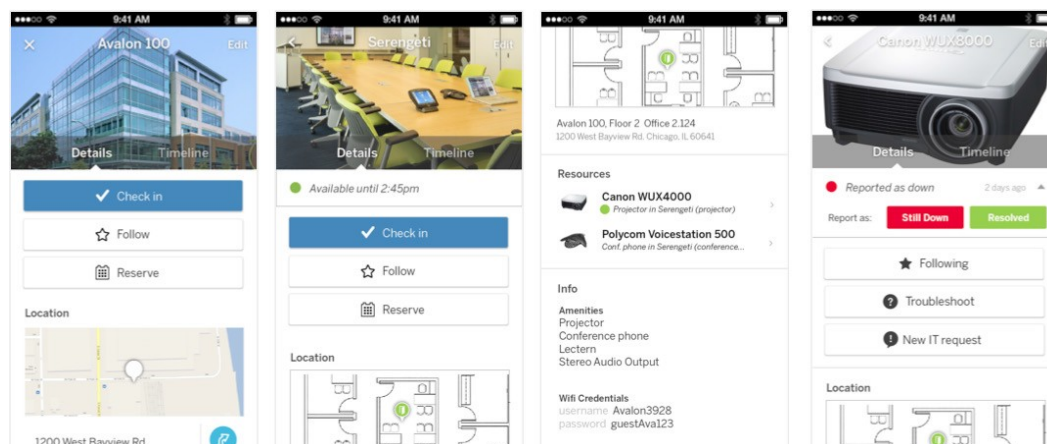 9:41 AM
Avalon 100
Edit
Details
Timeline
Check in
Follow
Reserve
Location
1200 West Bayview Rd
9:41 AM
Serengeti
Edit
Details
Timeline
Available until 2:45pm
Check in
Follow
Reserve
Location
9:41 AM
Avalon 100, Floor 2 Office 2.124
1200 West Bayview Rd. Chicago, IL 60641
Resources
Canon WUX4000
Projector in Serengeti (projector)
Polycom Voicestation 500
Conf. phone in Serengeti (conference...
Info
Amenities
Projector
Conference phone
Lectern
Stereo Audio Output
Wifi Credentials
username Avalon3928
password guestAva123
9:41 AM
Canon WUX8000
Edit
Details
Timeline
Reported as down
2 days ago
Report as:
Still Down
Resolved
Following
Troubleshoot
New IT request
Location